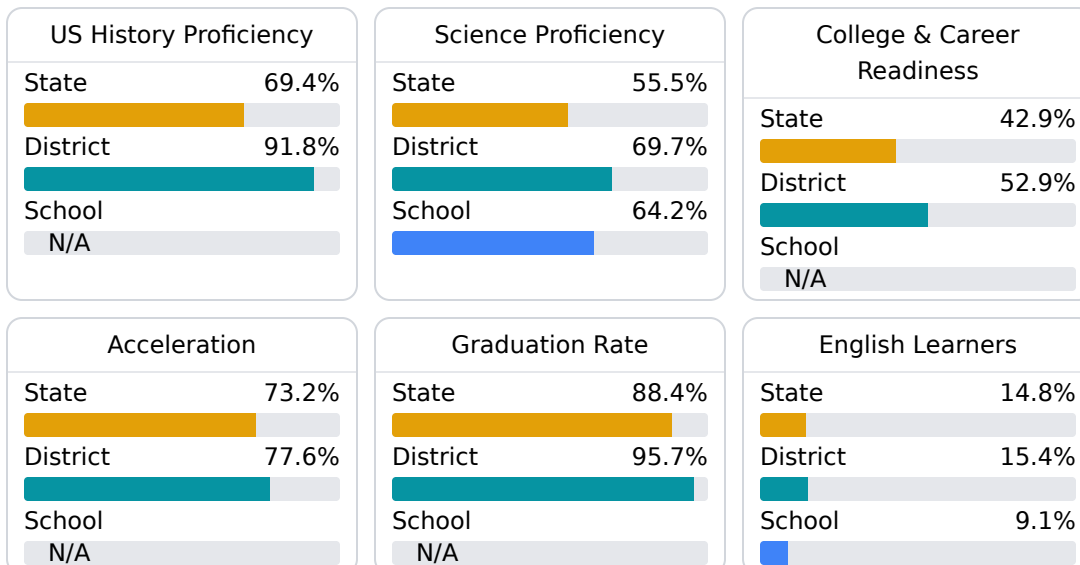 US History Proficiency
State 69.4%
District 91.8%
School
N/A
Science Proficiency
State 55.5%
District 69.7%
School 64.2%
College & Career
Readiness
State 42.9%
District 52.9%
School
N/A
Acceleration
State 73.2%
District 77.6%
School
N/A
Graduation Rate
State 88.4%
District 95.7%
School
N/A
English Learners
State 14.8%
District 15.4%
School 9.1%